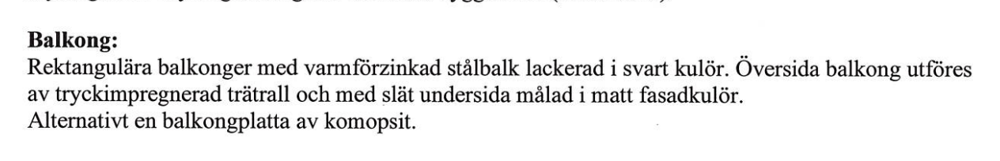 Balkong:
Rektangulära balkonger med varmförzinkad stålbalk lackerad i svart kulör. Översida balkong utföres
av tryckimpregnerad trätrall och med slät undersida målad i matt fasadkulör.
Alternativt en balkongplatta av komopsit.